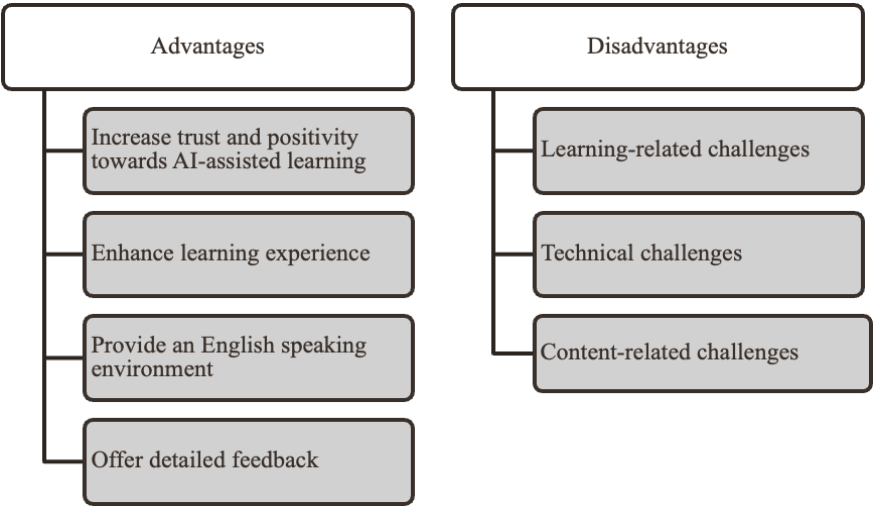 Advantages
Increase trust and positivity
towards AI-assisted learning
Enhance learning experience
Provide an English speaking
environment
Offer detailed feedback
Disadvantages
Learning-related challenges
Technical challenges
Content-related challenges